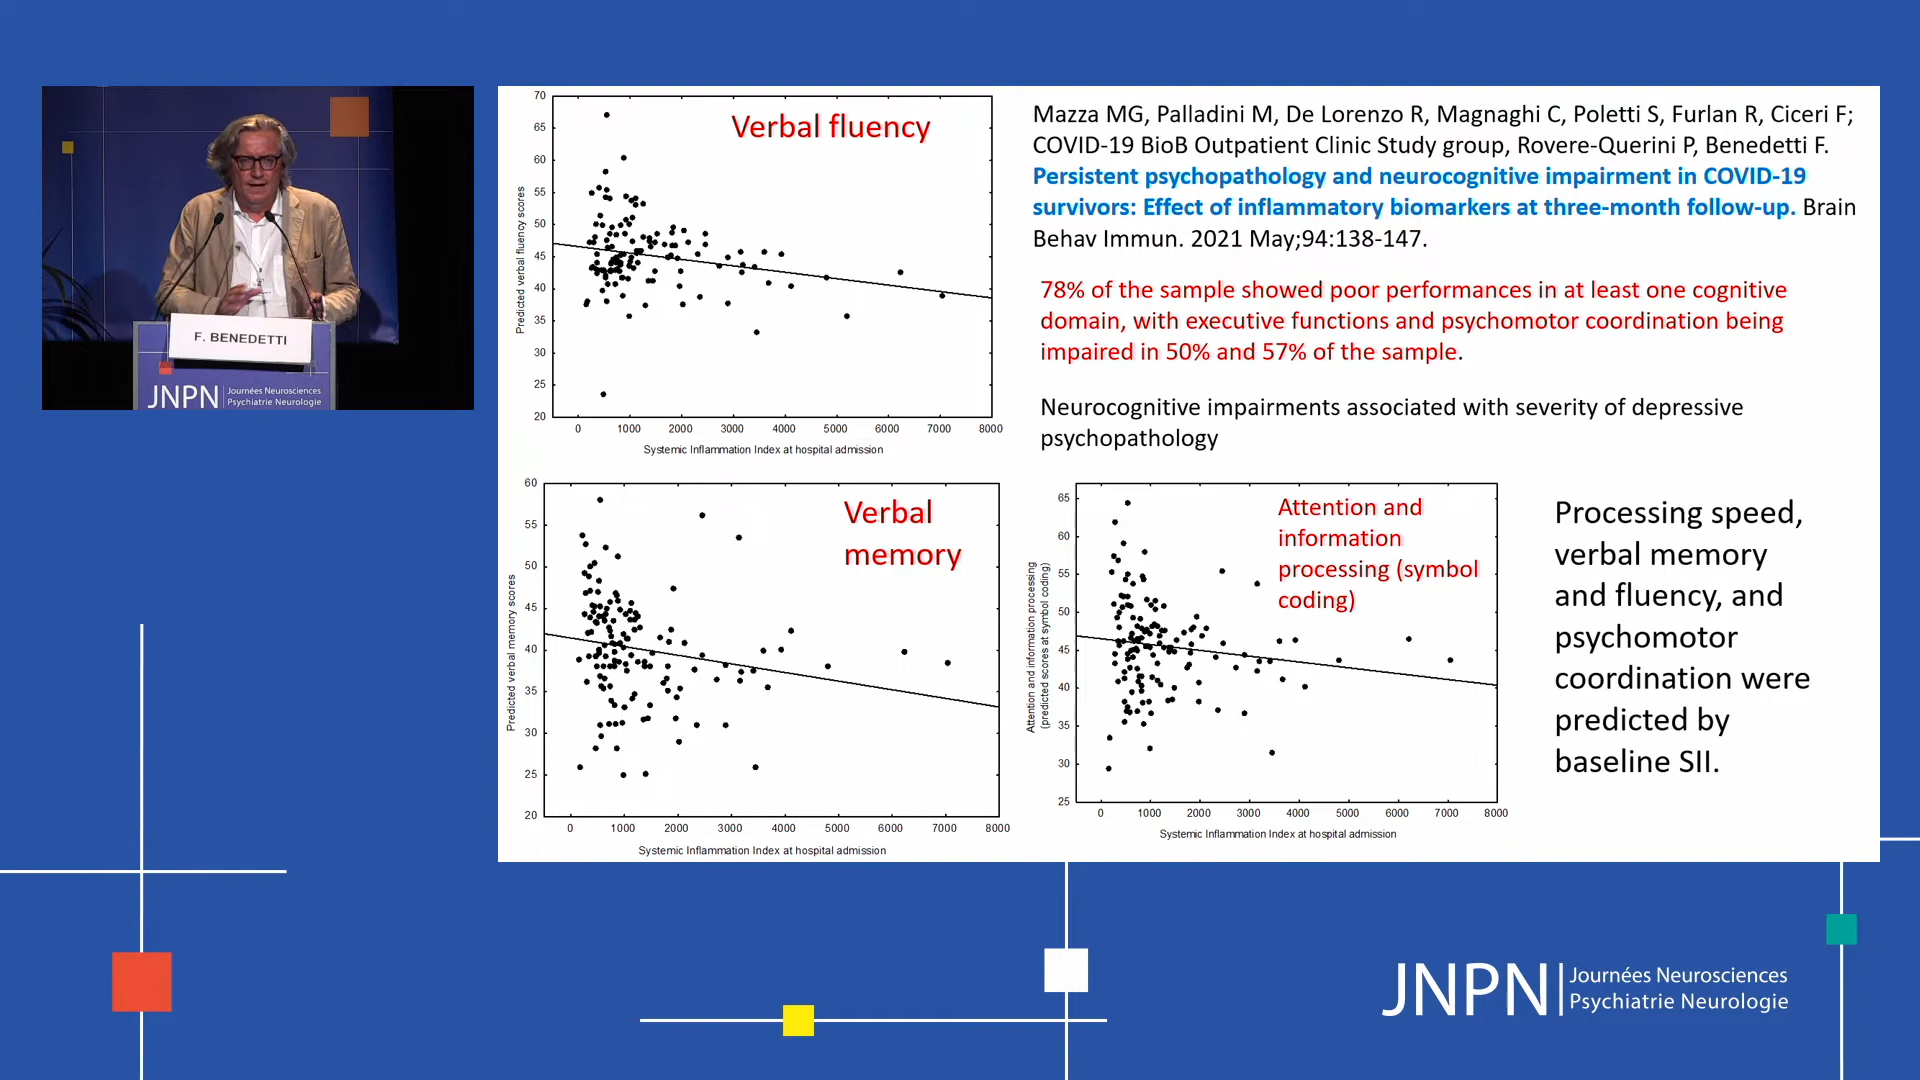 F. BENEDETTI
JNPN Journées Neurosciences
Psychiatrie Neurologie
70
65
60
55
50
45
40
35
30
25
20
Predicted verbal fluency scores
Verbal fluency
0 1000 2000 3000 4000 5000 6000 7000 8000
Systemic Inflammation Index at hospital admission
Mazza MG, Palladini M, De Lorenzo R, Magnaghi C, Poletti S, Furlan R, Ciceri F;
COVID-19 BioB Outpatient Clinic Study group, Rovere-Querini P, Benedetti F.
Persistent psychopathology and neurocognitive impairment in COVID-19
survivors: Effect of inflammatory biomarkers at three-month follow-up. Brain
Behav Immun. 2021 May;94:138-147.
78% of the sample showed poor performances in at least one cognitive
domain, with executive functions and psychomotor coordination being
impaired in 50% and 57% of the sample.
Neurocognitive impairments associated with severity of depressive
psychopathology
60
55
50
45
40
35
30
25
20
Predicted verbal memory scores
Verbal
memory
0 1000 2000 3000 4000 5000 6000 7000 8000
Systemic Inflammation Index at hospital admission
65
60
55
50
45
40
35
30
25
Attention and information processing
(predicted scores at symbol coding)
Attention and
information
processing (symbol
coding)
0 1000 2000 3000 4000 5000 6000 7000 8000
Systemic Inflammation Index at hospital admission
Processing speed,
verbal memory
and fluency, and
psychomotor
coordination were
predicted by
baseline SII.
JNPN Journées Neurosciences
Psychiatrie Neurologie